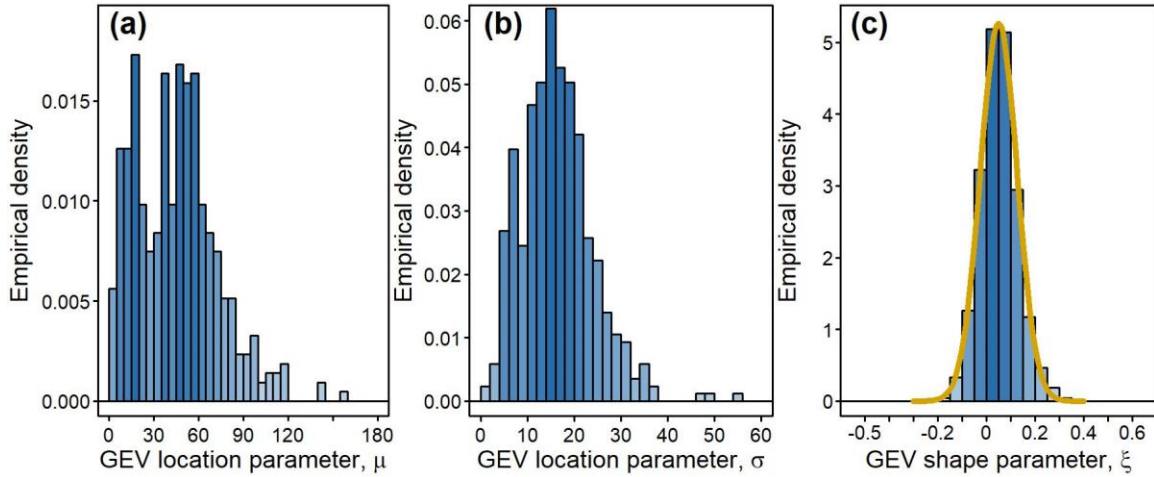 (a)
Empirical density
0.015
0.010
0.005
0.000
0 30 60 90 120 180
GEV location parameter, μ
(b)
Empirical density
0.06
0.05
0.04
0.03
0.02
0.01
0.00
0 10 20 30 40 50 60
GEV location parameter, σ
(c)
Empirical density
5
4
3
2
1
0
-0.5 -0.2 0 0.2 0.4 0.6
GEV shape parameter, ξ